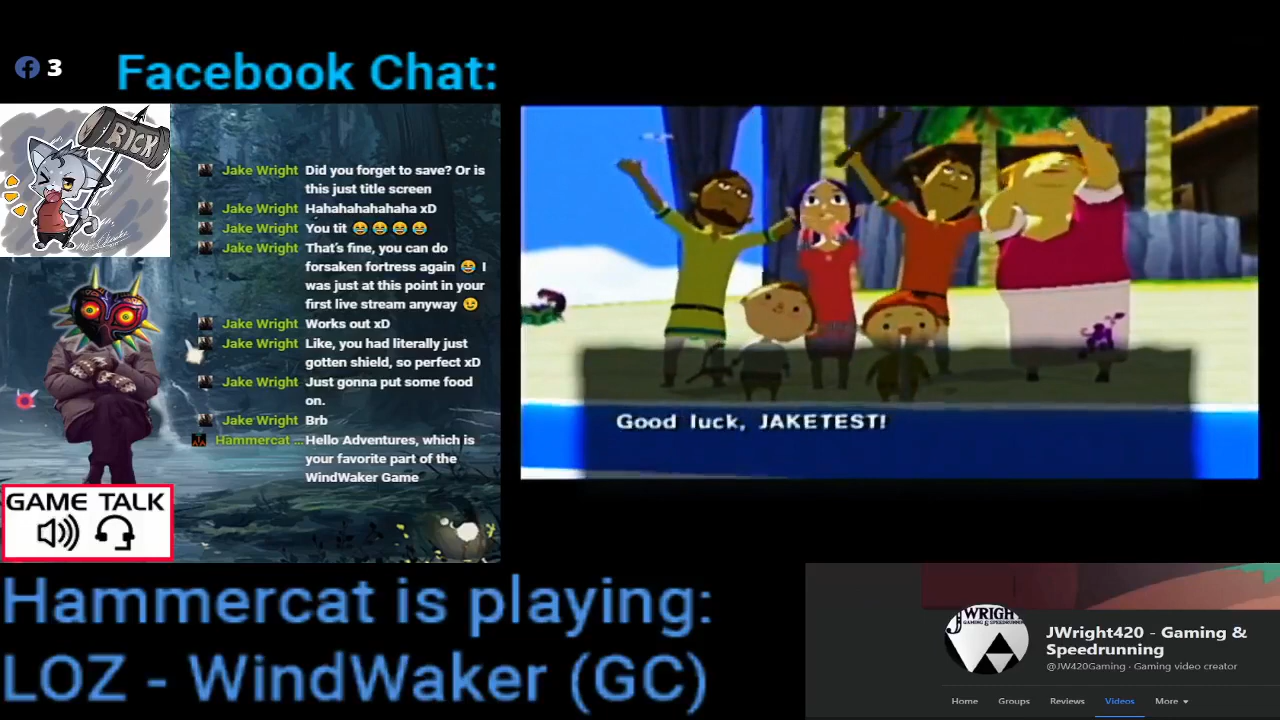 3
Facebook Chat:
RICK
Jake Wright Did you forget to save? Or is
this just title screen
Jake Wright Hahahahahahaha xD
Jake Wright You tit 😂 😂 😂 😂
Jake Wright That's fine, you can do
forsaken fortress again 😂 I
was just at this point in your
first live stream anyway 😉
Jake Wright Works out xD
Jake Wright Like, you had literally just
gotten shield, so perfect xD
Jake Wright Just gonna put some food
on.
Jake Wright Brb
Hammercat ... Hello Adventures, which is
your favorite part of the
WindWaker Game
Good luck, JAKETEST!
GAME TALK
Hammercat is playing:
LOZ - WindWaker (GC)
JWRIGHT
GAMING & SPEEDRUNNING
JWright420 - Gaming &
Speedrunning
@JW420Gaming · Gaming video creator
Home Groups Reviews Videos More